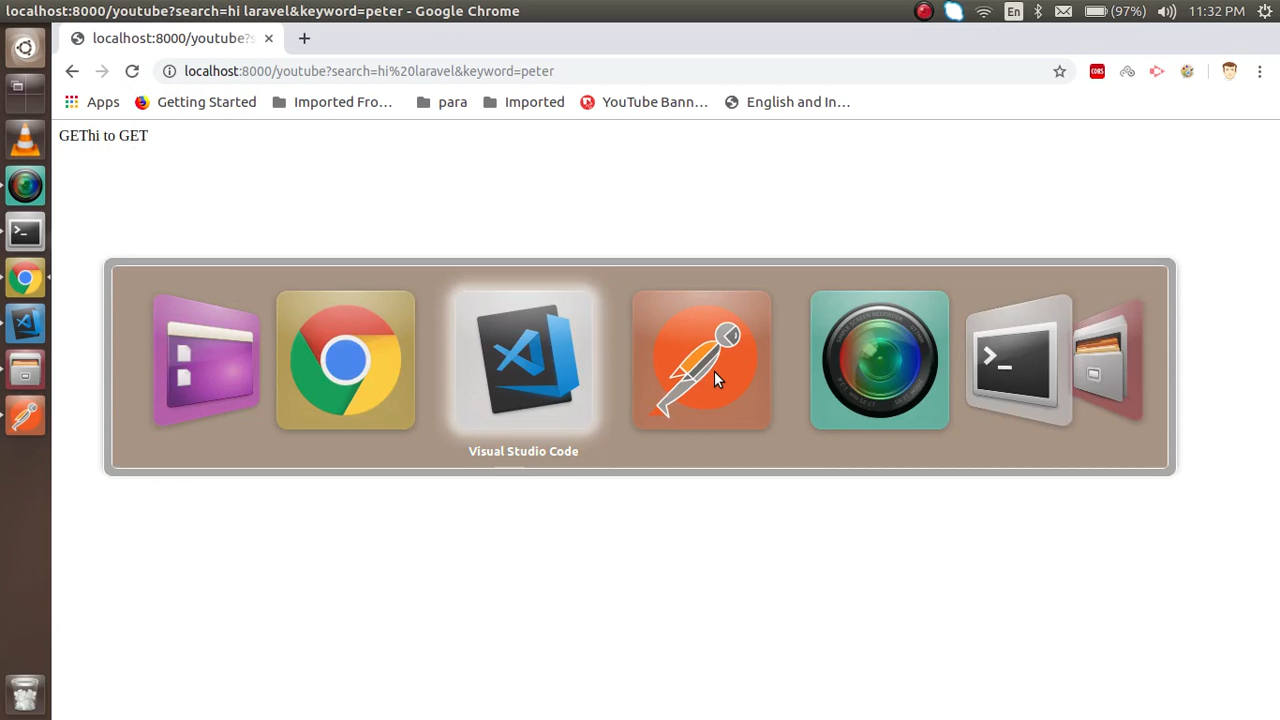 localhost:8000/youtube?search=hi laravel&keyword=peter - Google Chrome
En
(97%)
11:32 PM
localhost:8000/youtube?s
localhost:8000/youtube?search=hi%20laravel&keyword=peter
CORS
Apps
Getting Started
Imported Fro...
para
Imported
YouTube Bann...
English and In...
GEThi to GET
Visual Studio Code